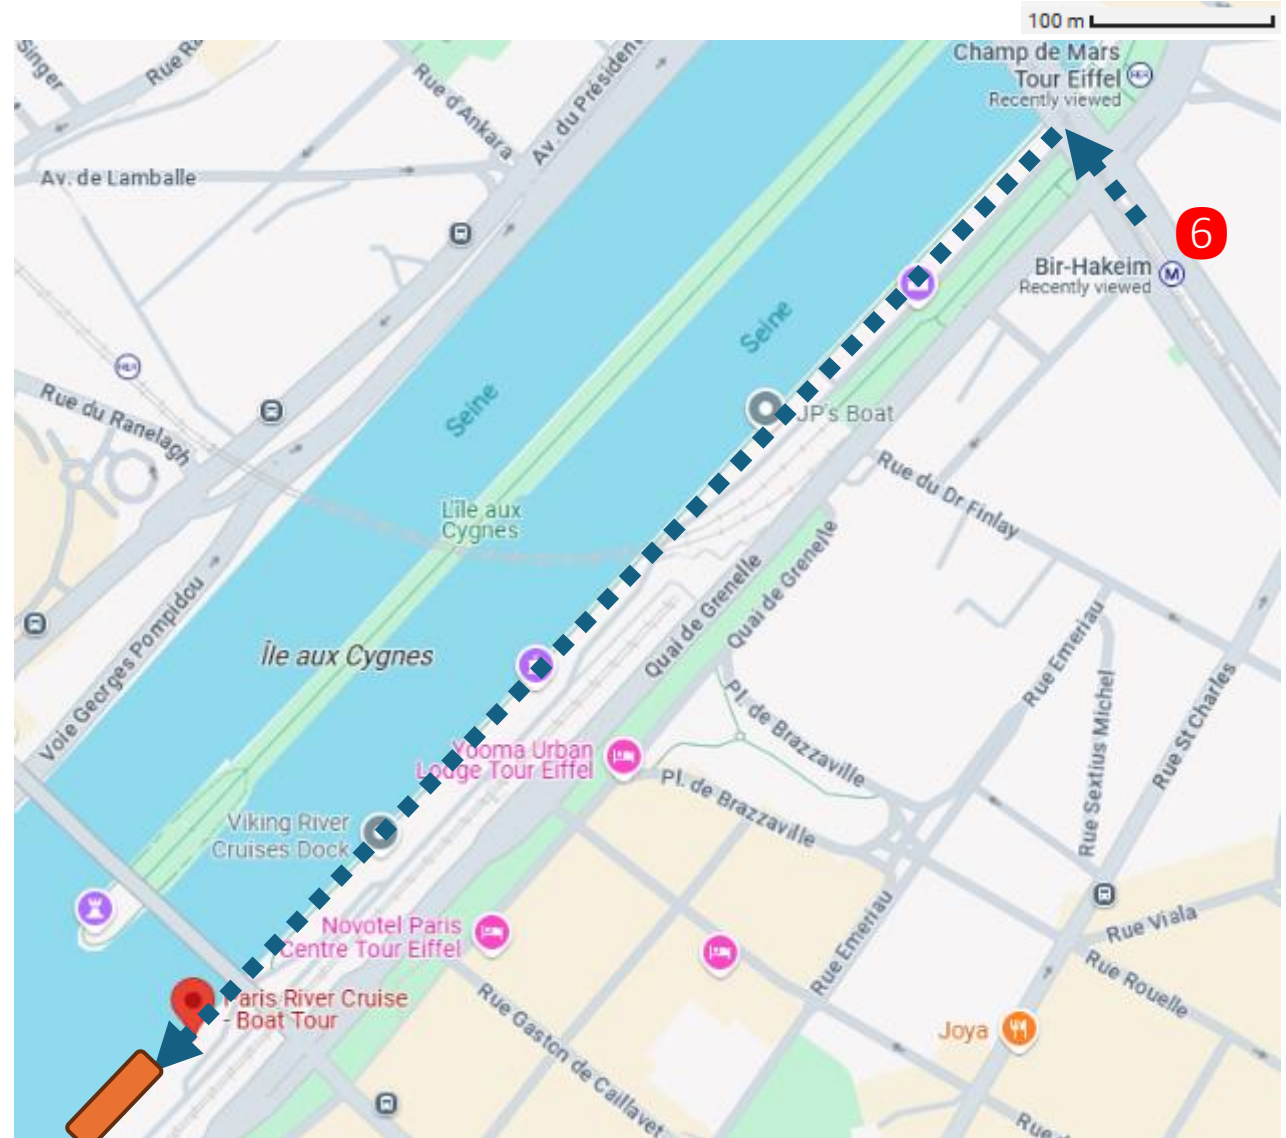 100 m
Champ de Mars
Tour Eiffel
Recently viewed
Singer
Rue d'Ankara
Av. du Présiden
Av. de Lamballe
6
Bir-Hakeim
Recently viewed
M
Seine
Seine
Rue du Ranelagh
JP's Boat
Rue du Dr Finlay
L'île aux
Cygnes
Quai de Grenelle
Quai de Grenelle
Voie Georges Pompidou
Île aux Cygnes
Rue Emeriau
Rue Sextius Michel
Rue St Charles
Pl. de Brazzaville
Yooma Urban
Lodge Tour Eiffel
Pl. de Brazzaville
Viking River
Cruises Dock
Novotel Paris
Centre Tour Eiffel
Rue Emeriau
Rue Viala
Rue Rouelle
Paris River Cruise
- Boat Tour
Rue Gaston de Caillavet
Joya